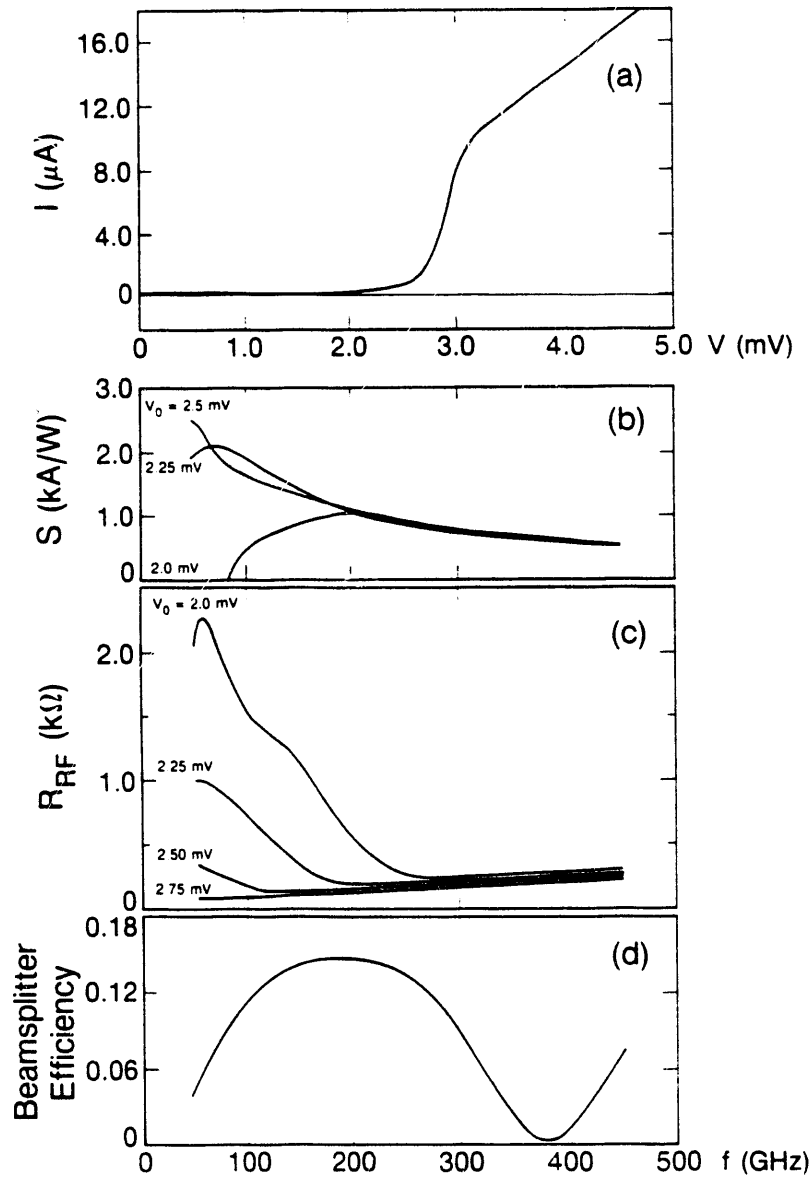 16.0
12.0
8.0
4.0
0
I (μA)
(a)
0 1.0 2.0 3.0 4.0 5.0 V (mV)
3.0
2.0
1.0
0
S (kA/W)
V0 = 2.5 mV
2 25 mV
2.0 mV
(b)
V0 = 2.0 mV
2.0
1.0
0
RRF (kΩ)
2 25 mV
2 50 mV
2 75 mV
(c)
0.18
0.12
0.06
0
Beamsplitter
Efficiency
(d)
0 100 200 300 400 500 f (GHz)